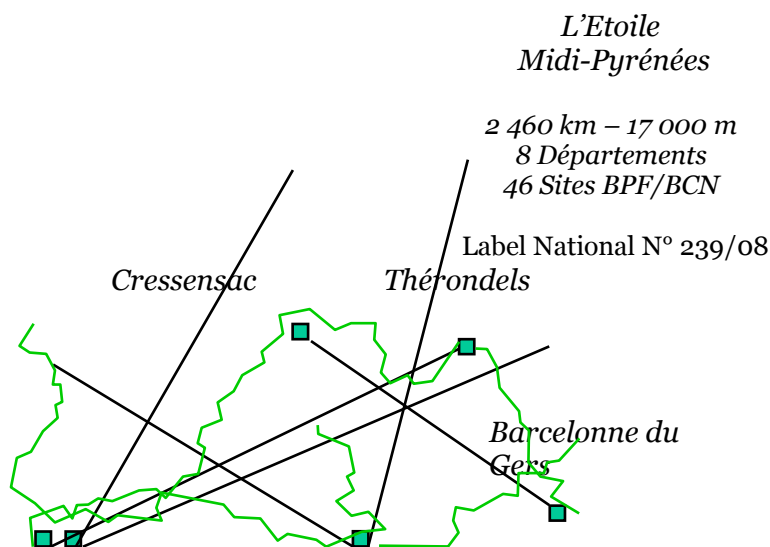 L’Etoile
Midi-Pyrénées
2 460 km – 17 000 m
8 Départements
46 Sites BPF/BCN
Label National N° 239/08
Cressensac
Thérondels
Barcelonne du
Gers